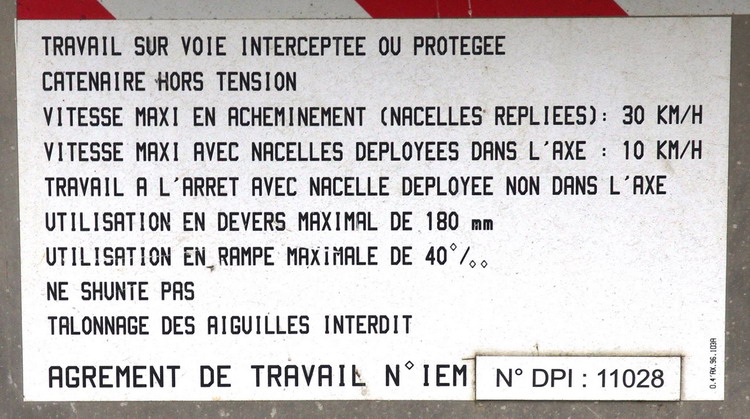 TRAVAIL SUR VOIE INTERCEPTEE OU PROTEGEE
CATENAIRE HORS TENSION
VITESSE MAXI EN ACHEMINEMENT (NACELLES REPLIEES): 30 KM/H
VITESSE MAXI AVEC NACELLES DEPLOYEES DANS L'AXE : 10 KM/H
TRAVAIL A L'ARRET AVEC NACELLE DEPLOYEE NON DANS L'AXE
UTILISATION EN DEVERS MAXIMAL DE 180 mm
UTILISATION EN RAMPE MAXIMALE DE 40°/°°
NE SHUNTE PAS
TALONNAGE DES AIGUILLES INTERDIT
AGREMENT DE TRAVAIL N°IEM N° DPI : 11028